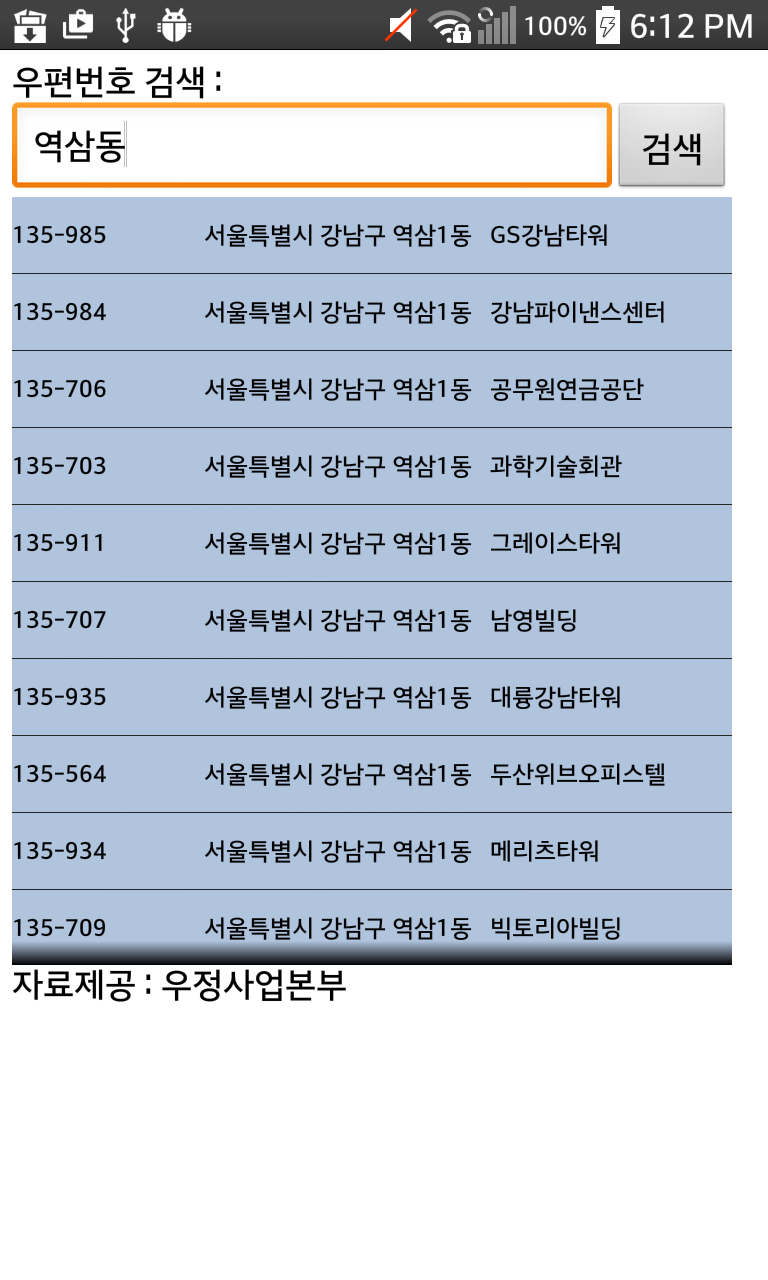 100% 6:12 PM
우편번호 검색 :
역삼동 검색
135-985 서울특별시 강남구 역삼1동 GS강남타워
135-984 서울특별시 강남구 역삼1동 강남파이낸스센터
135-706 서울특별시 강남구 역삼1동 공무원연금공단
135-703 서울특별시 강남구 역삼1동 과학기술회관
135-911 서울특별시 강남구 역삼1동 그레이스타워
135-707 서울특별시 강남구 역삼1동 남영빌딩
135-935 서울특별시 강남구 역삼1동 대륭강남타워
135-564 서울특별시 강남구 역삼1동 두산위브오피스텔
135-934 서울특별시 강남구 역삼1동 메리츠타워
135-709 서울특별시 강남구 역삼1동 빅토리아빌딩
자료제공 : 우정사업본부